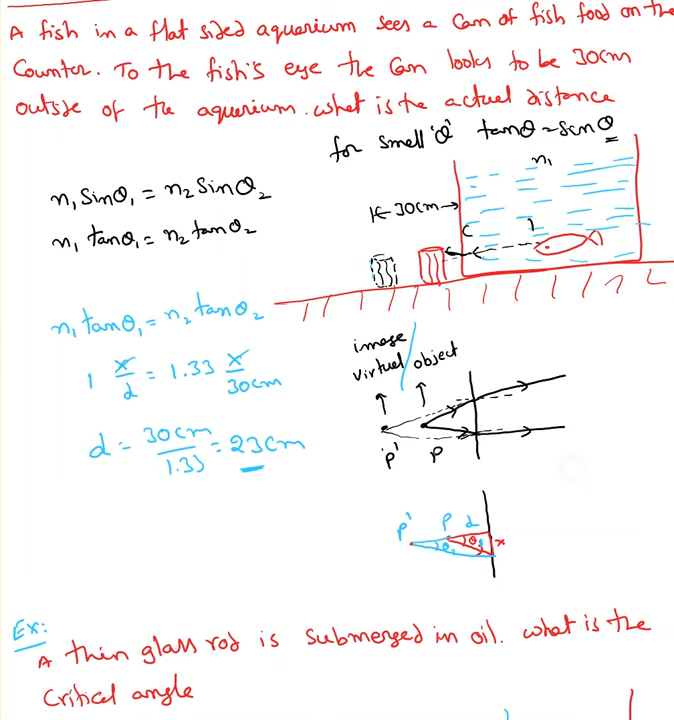 A fish in a flat sided aquarium sees a Can of fish food on the
Counter. To the fish's eye the Can looks to be 30cm
outside of the aquarium. what is the actual distance
for small 'θ' tanθ≈sinθ
n₁ sinθ₁ = n₂ sinθ₂
n₁ tanθ₁ = n₂ tanθ₂
n₁
30cm
C
n₁ tanθ₁ = n₂ tanθ₂
1 x/d = 1.33 x/30cm
d = 30cm/1.33 = 23cm
image
virtual / object
p' p
p' p d
θ₂ θ₁ x
Ex:
A thin glass rod is submerged in oil. what is the
Critical angle